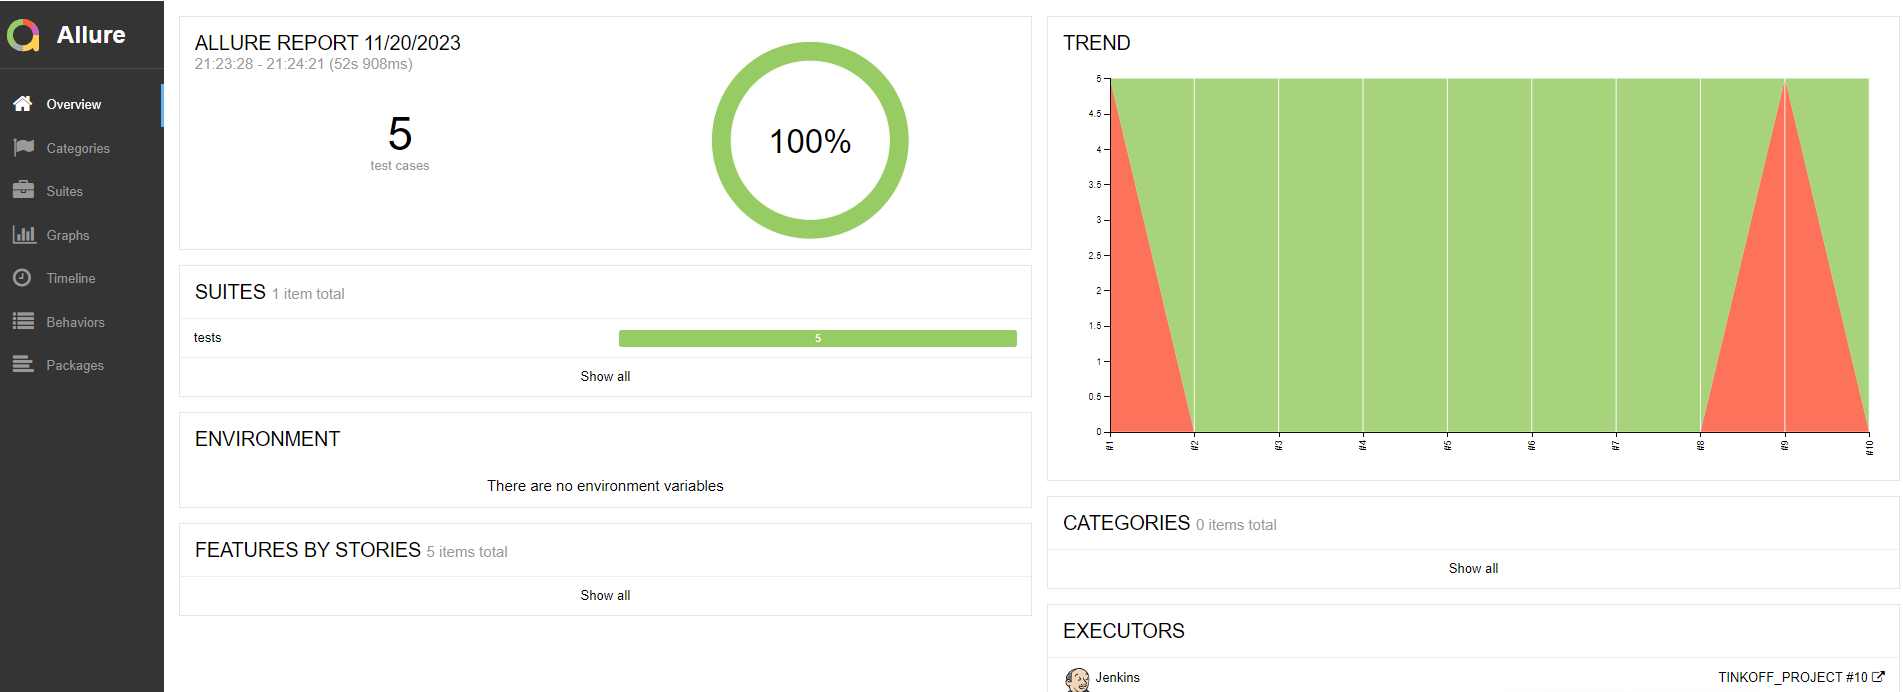 Allure
Overview
Categories
Suites
Graphs
Timeline
Behaviors
Packages
ALLURE REPORT 11/20/2023
21:23:28 - 21:24:21 (52s 908ms)
5
test cases
100%
SUITES 1 item total
tests 5
Show all
ENVIRONMENT
There are no environment variables
FEATURES BY STORIES 5 items total
Show all
TREND
5
4.5
4
3.5
3
2.5
2
1.5
1
0.5
0
#1 #2 #3 #4 #5 #6 #7 #8 #9 #10
CATEGORIES 0 items total
Show all
EXECUTORS
Jenkins TINKOFF_PROJECT #10